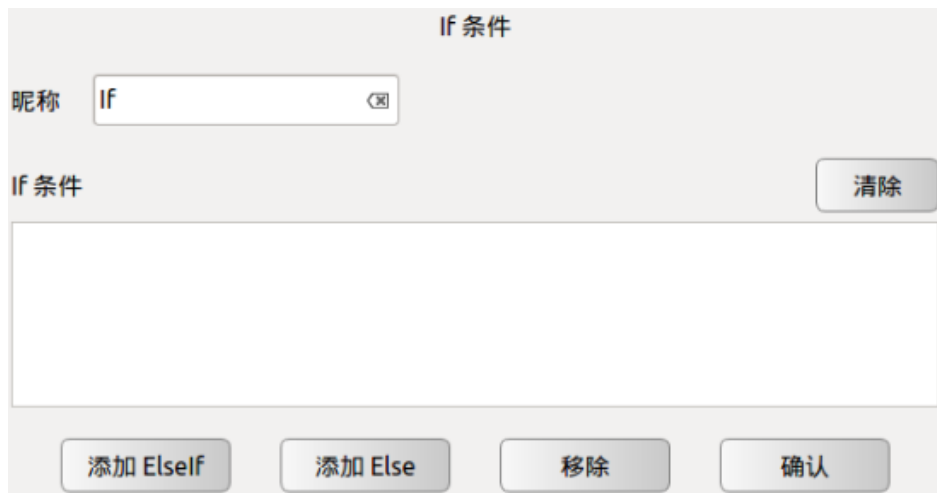 If 条件
昵称 If
If 条件 清除
添加 ElseIf 添加 Else 移除 确认